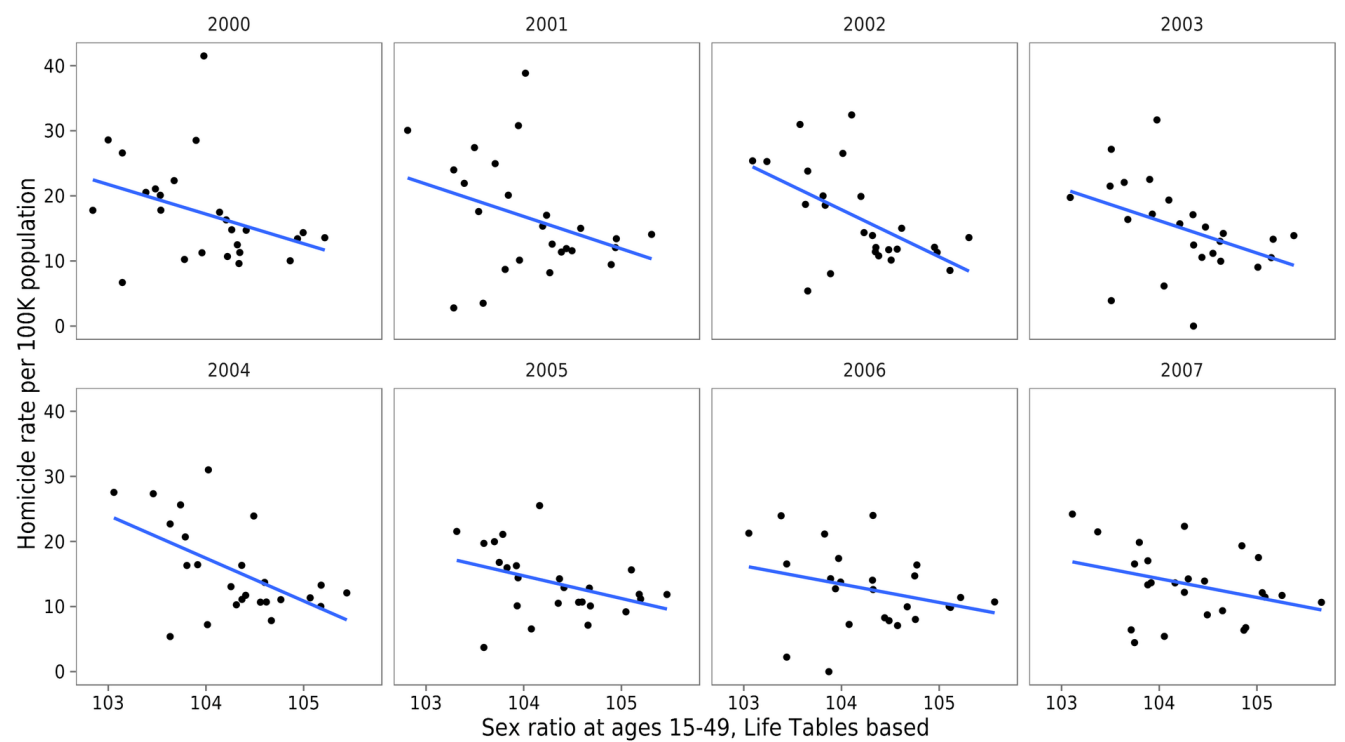 2000 2001 2002 2003
40
30
20
10
0
Homicide rate per 100K population
2004 2005 2006 2007
40
30
20
10
0
103 104 105 103 104 105 103 104 105 103 104 105
Sex ratio at ages 15-49, Life Tables based